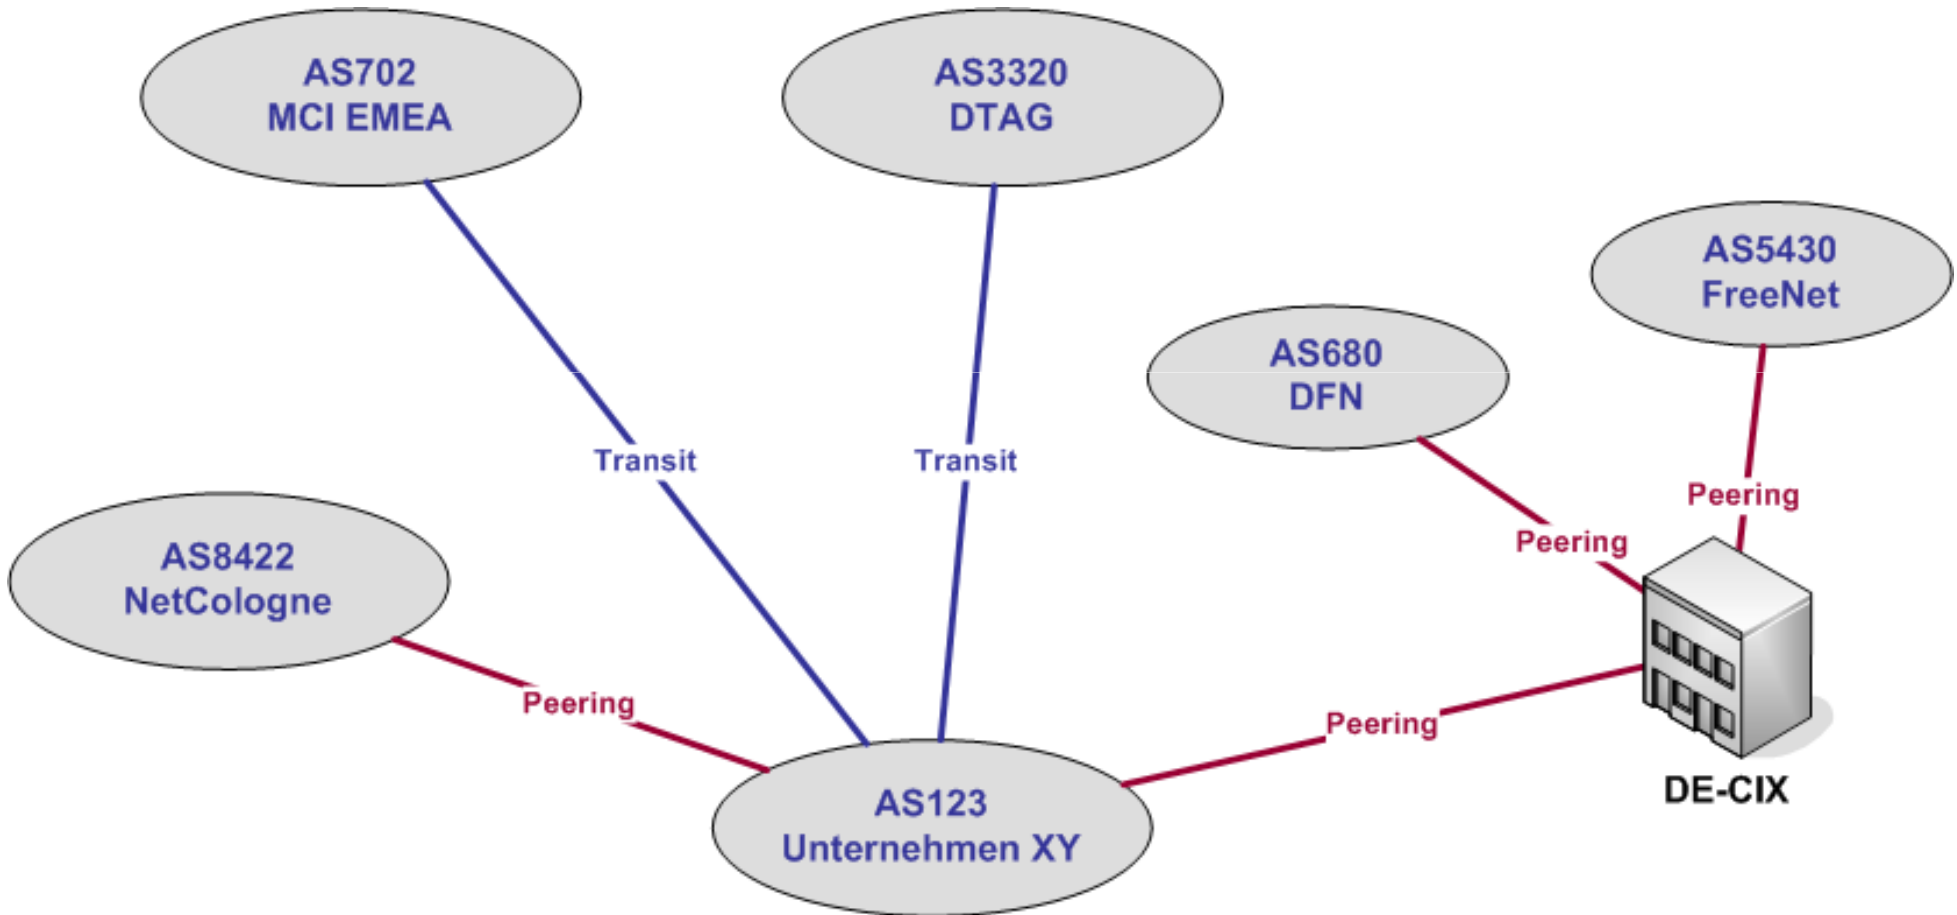 AS702
MCI EMEA
AS3320
DTAG
AS5430
FreeNet
AS680
DFN
Transit
Transit
Peering
Peering
AS8422
NetCologne
Peering
Peering
DE-CIX
AS123
Unternehmen XY